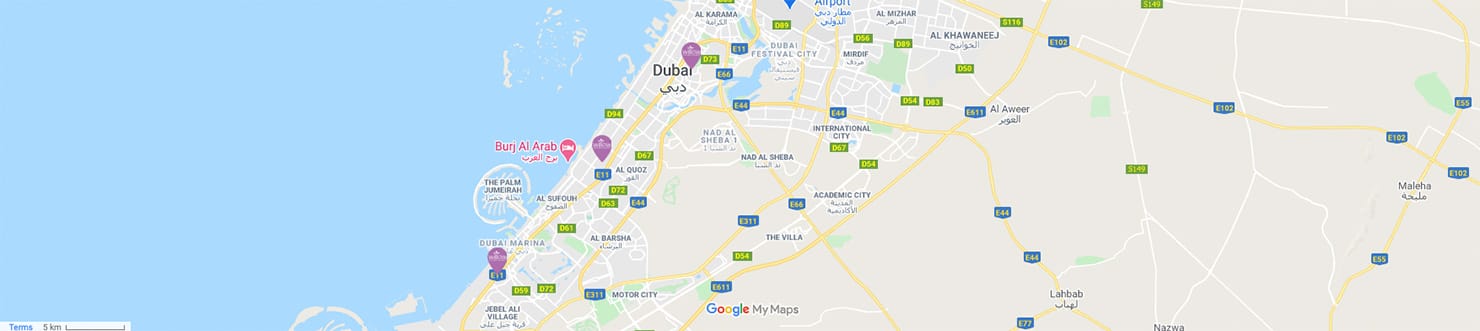 AL KARAMA
الكرامة
D89
Airport
مطار دبي
الدولي
AL MIZHAR
المزهر
S116
S149
AL KHAWANEEJ
الخوانيج
E102
D56
D89
E11
DUBAI
FESTIVAL CITY
دبي
فيستيفال
سيتي
MIRDIF
مردف
D73
Dubai
دبي
E66
D50
E44
D54
D83
E44
E611
Al Aweer
العوير
E102
E55
D94
INTERNATIONAL
CITY
D67
NAD AL
SHEBA 1
ند الشبا 1
E102
Burj Al Arab
برج العرب
D67
NAD AL SHEBA
ند الشبا
D54
S149
E102
E11
AL QUOZ
القوز
D72
D63
E44
THE PALM
JUMEIRAH
نخلة جميرا
AL SUFOUH
الصفوح
ACADEMIC CITY
المدينة
الأكاديمية
E66
Maleha
مليحة
E44
E311
D61
AL BARSHA
البرشاء
THE VILLA
DUBAI MARINA
D54
E44
E55
E11
D59
D72
E311
MOTOR CITY
E611
Lahbab
لهباب
JEBEL ALI
VILLAGE
قرية جبل علي
Google My Maps
E77
Nazwa
Terms
5 km